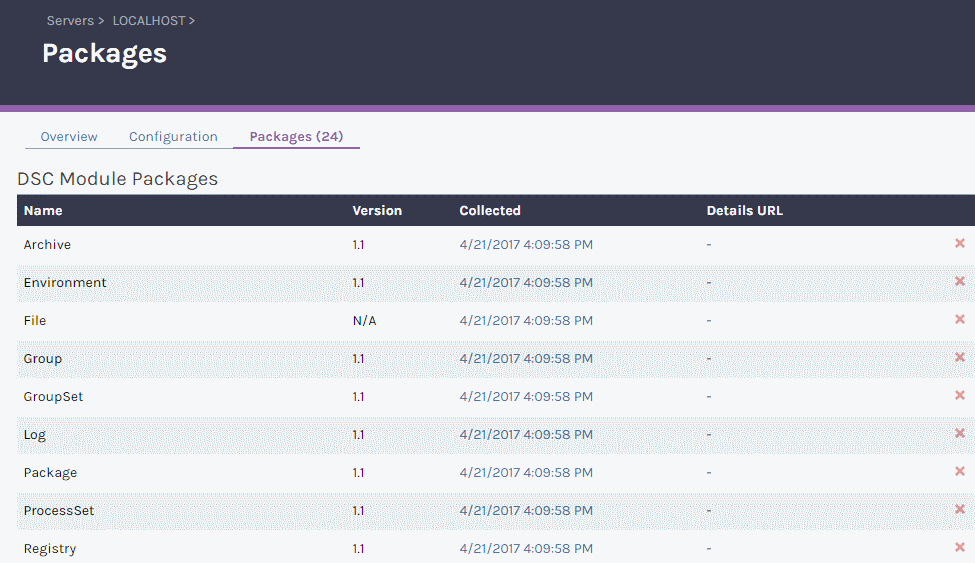 Servers > LOCALHOST >
Packages
Overview Configuration Packages (24)
DSC Module Packages
Name Version Collected Details URL
Archive 1.1 4/21/2017 4:09:58 PM -
Environment 1.1 4/21/2017 4:09:58 PM -
File N/A 4/21/2017 4:09:58 PM -
Group 1.1 4/21/2017 4:09:58 PM -
GroupSet 1.1 4/21/2017 4:09:58 PM -
Log 1.1 4/21/2017 4:09:58 PM -
Package 1.1 4/21/2017 4:09:58 PM -
ProcessSet 1.1 4/21/2017 4:09:58 PM -
Registry 1.1 4/21/2017 4:09:58 PM -